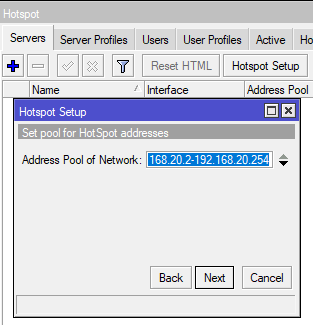 Hotspot
Servers Server Profiles Users User Profiles Active Ho
Reset HTML Hotspot Setup
Name Interface Address Pool
Hotspot Setup
Set pool for HotSpot addresses
Address Pool of Network: 168.20.2-192.168.20.254
Back Next Cancel